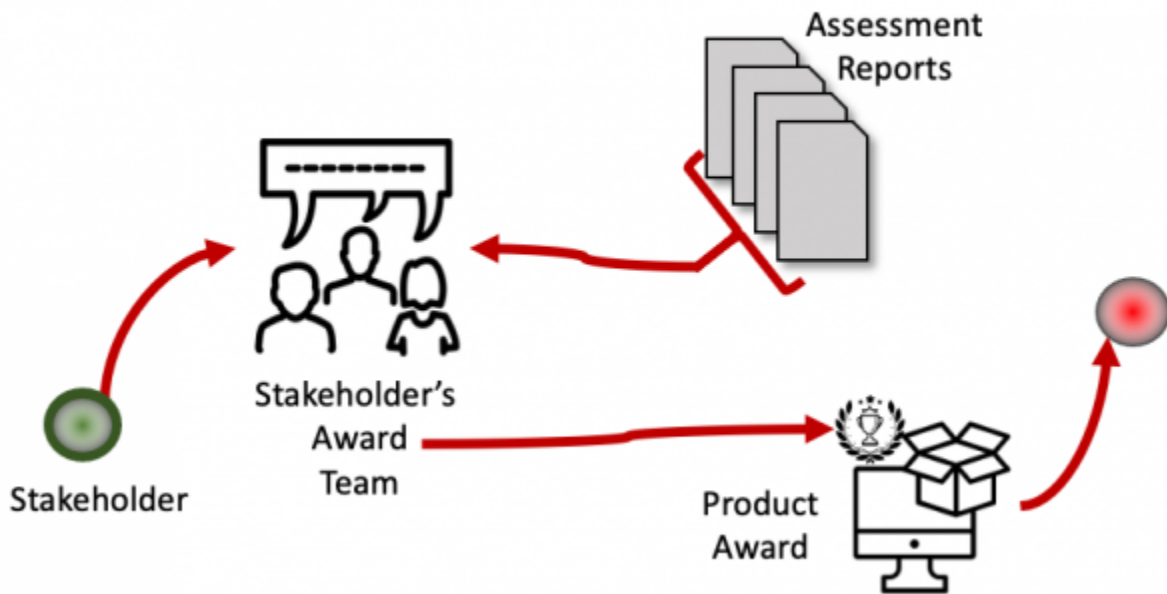 Assessment
Reports
Stakeholder’s
Award
Team
Stakeholder
Product
Award